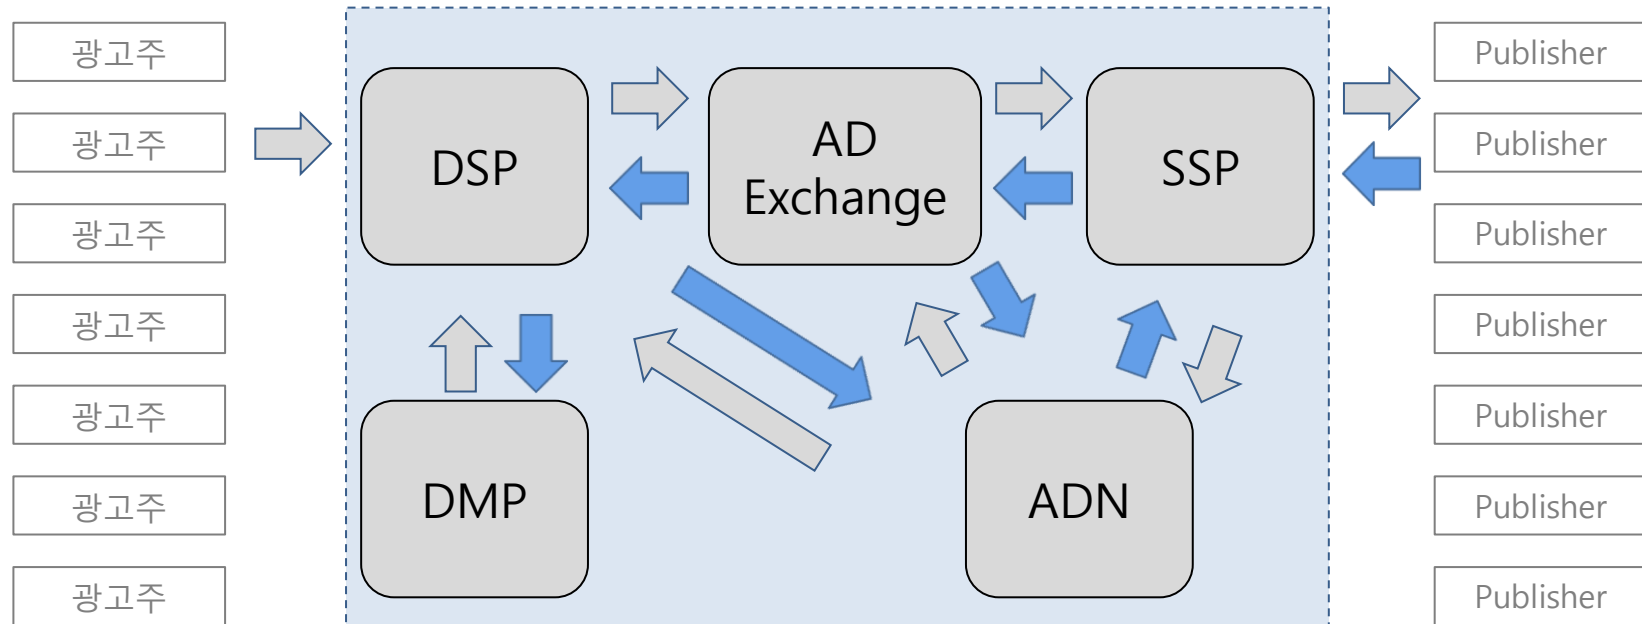 광고주
광고주
광고주
광고주
광고주
광고주
광고주
DSP
AD
Exchange
SSP
DMP
ADN
Publisher
Publisher
Publisher
Publisher
Publisher
Publisher
Publisher